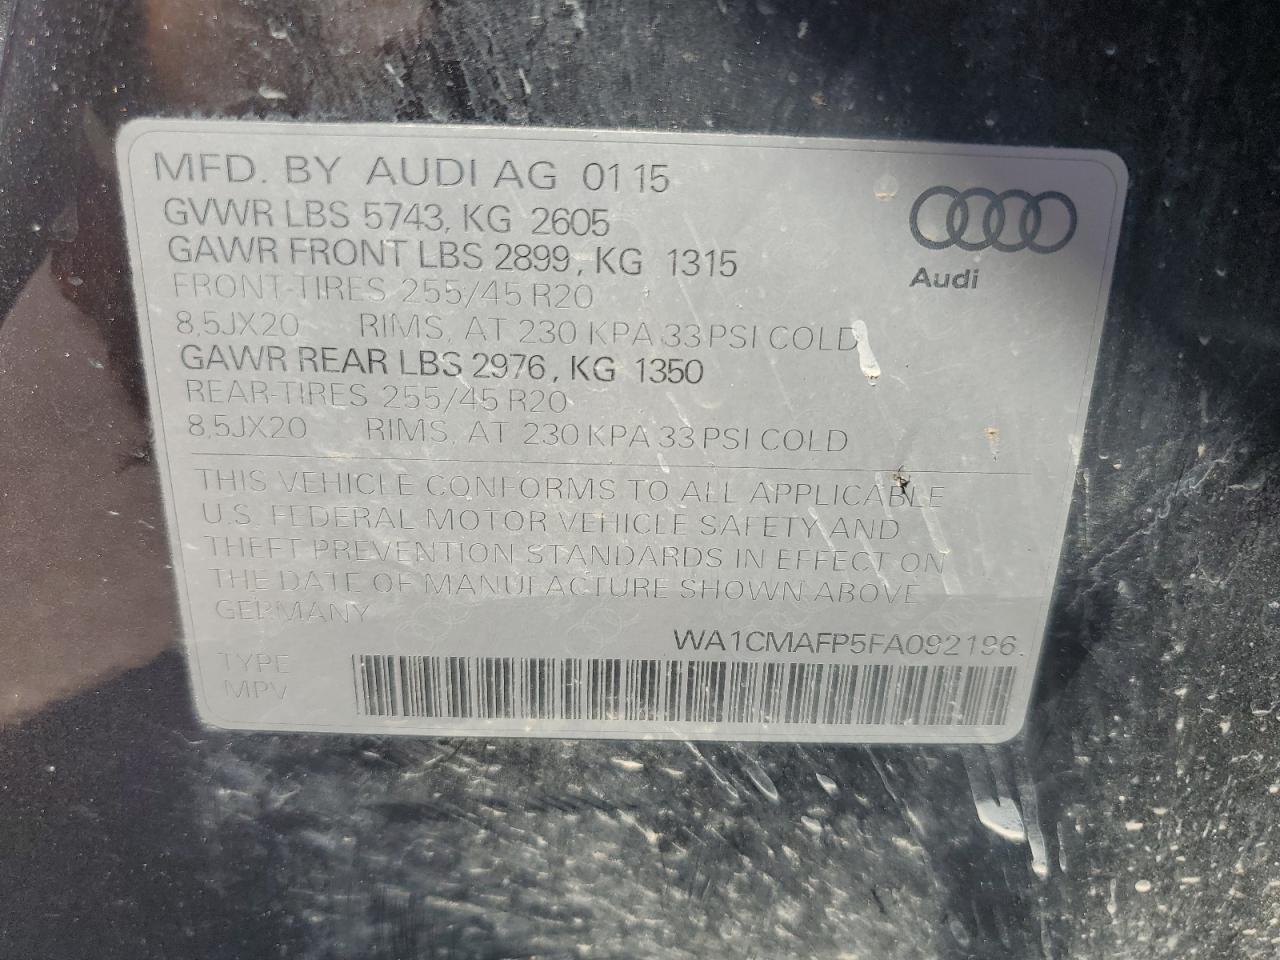 MFD. BY AUDI AG 01 15
GVWR LBS 5743, KG 2605
GAWR FRONT LBS 2899, KG 1315
FRONT-TIRES 255/45 R20
8,5JX20 RIMS, AT 230 KPA 33 PSI COLD
GAWR REAR LBS 2976, KG 1350
REAR-TIRES 255/45 R20
8,5JX20 RIMS, AT 230 KPA 33 PSI COLD
Audi
THIS VEHICLE CONFORMS TO ALL APPLICABLE
U.S. FEDERAL MOTOR VEHICLE SAFETY AND
THEFT PREVENTION STANDARDS IN EFFECT ON
THE DATE OF MANUFACTURE SHOWN ABOVE
GERMANY
WA1CMAFP5FA092196.
TYPE
MPV